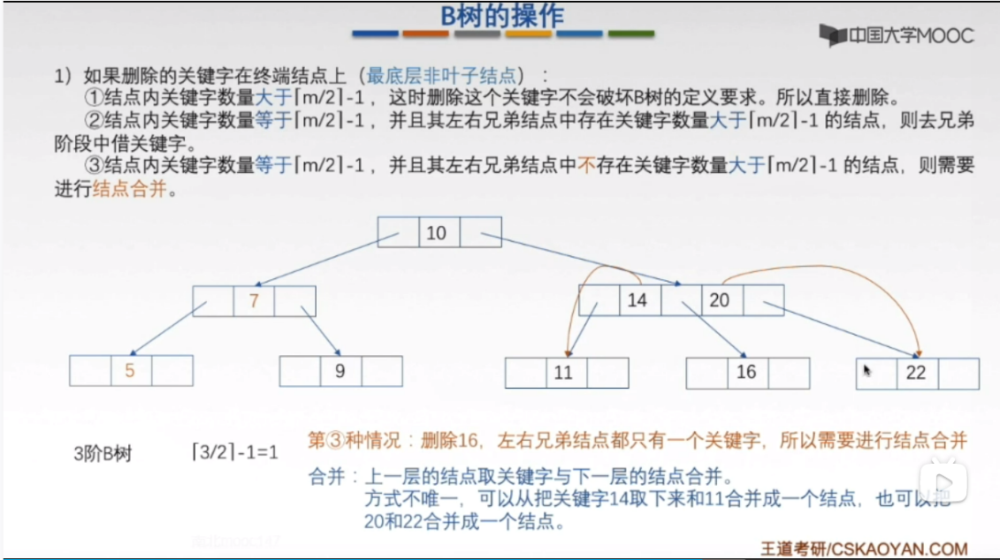 B树的操作
中国大学MOOC
1）如果删除的关键字在终端结点上（最底层非叶子结点）：
①结点内关键字数量大于⌈m/2⌉-1，这时删除这个关键字不会破坏B树的定义要求。所以直接删除。
②结点内关键字数量等于⌈m/2⌉-1，并且其左右兄弟结点中存在关键字数量大于⌈m/2⌉-1 的结点，则去兄弟
阶段中借关键字。
③结点内关键字数量等于⌈m/2⌉-1，并且其左右兄弟结点中不存在关键字数量大于⌈m/2⌉-1 的结点，则需要
进行结点合并。
10
7 14 20
5 9 11 16 22
3阶B树 ⌈3/2⌉-1=1
第③种情况：删除16，左右兄弟结点都只有一个关键字，所以需要进行结点合并
合并：上一层的结点取关键字与下一层的结点合并。
方式不唯一，可以从把关键字14取下来和11合并成一个结点，也可以把
20和22合并成一个结点。
王道考研/CSKAOYAN.COM